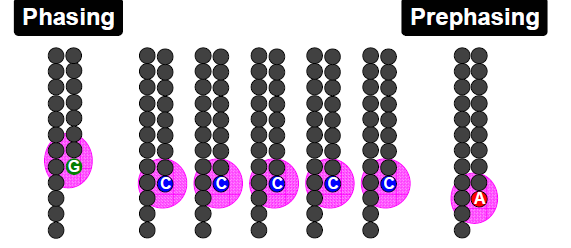 Phasing
Prephasing
G
C C C C C
A